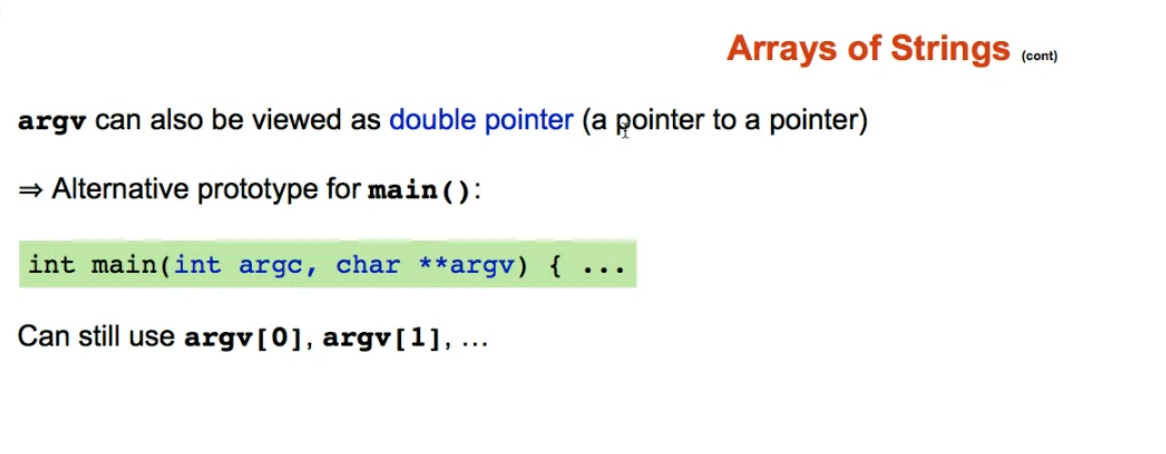 Arrays of Strings (cont)
argv can also be viewed as double pointer (a pointer to a pointer)
⇒ Alternative prototype for main():
int main(int argc, char **argv) { ...
Can still use argv[0], argv[1], ...